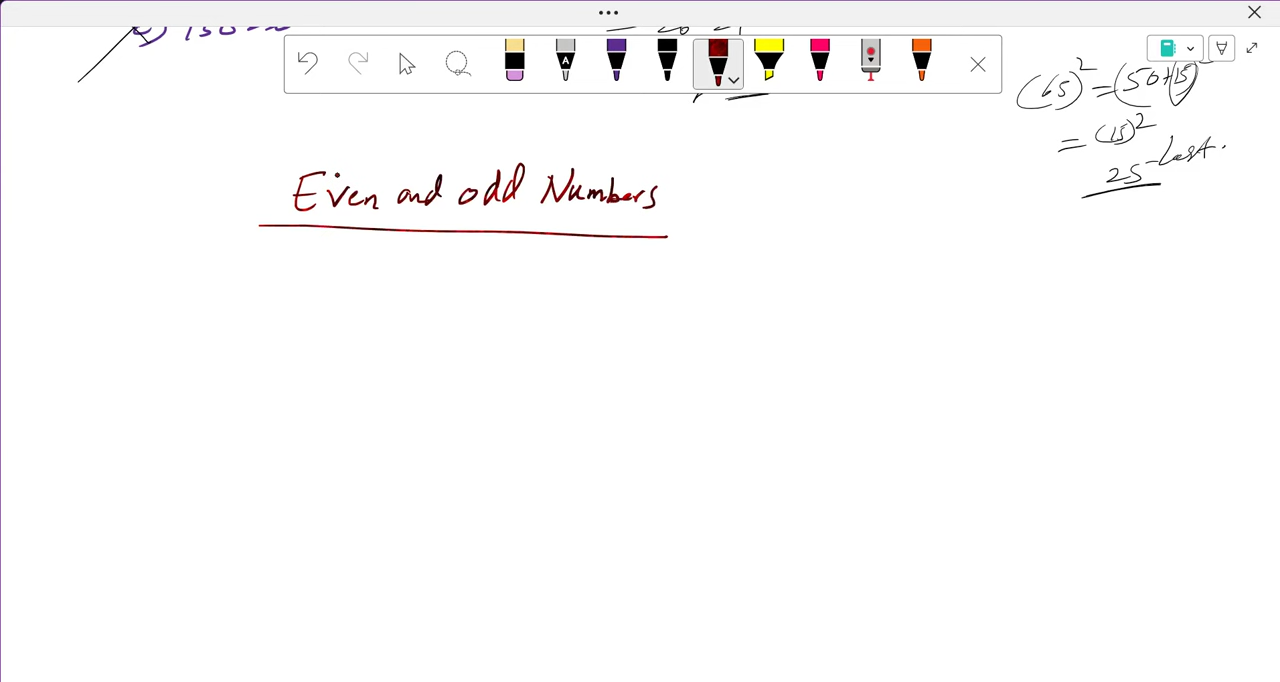 (65)² = (50+15)²
= (15)²
25 - Last.
Even and odd Numbers